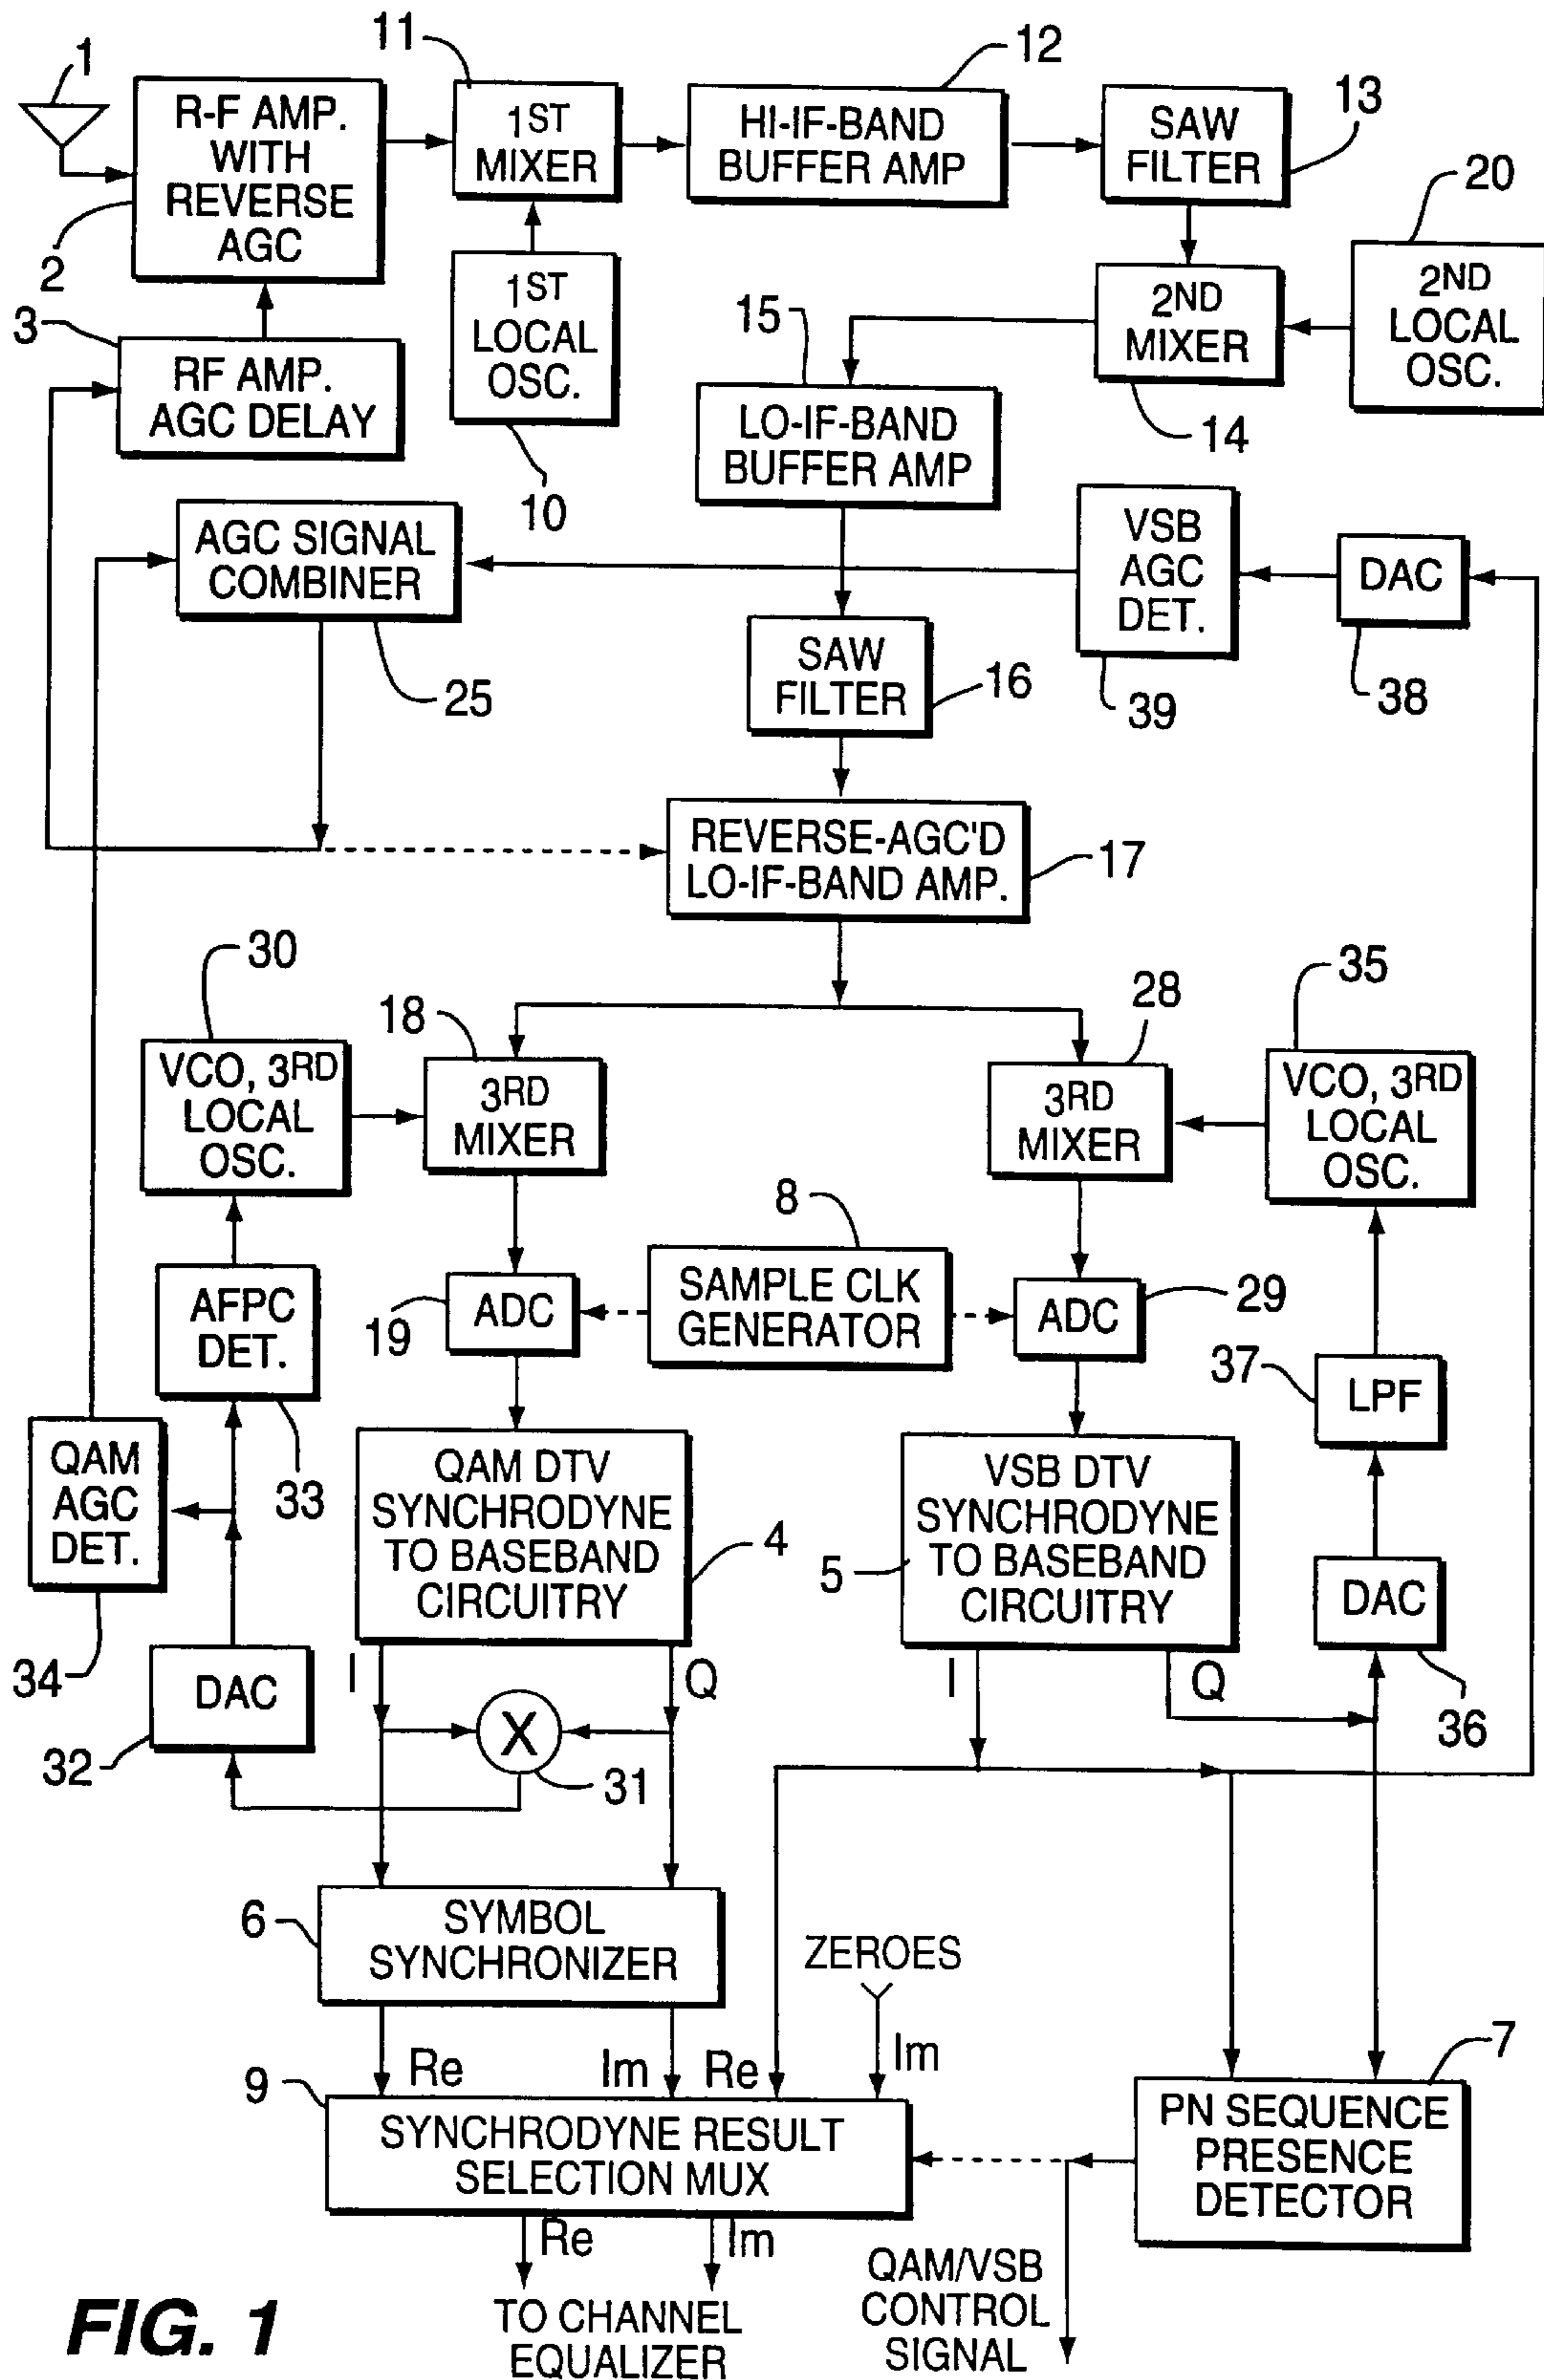 1
11
12
13
20
R-F AMP.
WITH
REVERSE
AGC
1ST
MIXER
HI-IF-BAND
BUFFER AMP
SAW
FILTER
2
3
1ST
LOCAL
OSC.
10
15
2ND
MIXER
14
2ND
LOCAL
OSC.
RF AMP.
AGC DELAY
LO-IF-BAND
BUFFER AMP
AGC SIGNAL
COMBINER
25
VSB
AGC
DET.
39
DAC
38
SAW
FILTER
16
REVERSE-AGC'D
LO-IF-BAND AMP.
17
30
18
28
35
VCO, 3RD
LOCAL
OSC.
3RD
MIXER
3RD
MIXER
VCO, 3RD
LOCAL
OSC.
8
AFPC
DET.
33
19
ADC
SAMPLE CLK
GENERATOR
ADC
29
37
LPF
QAM
AGC
DET.
34
QAM DTV
SYNCHRODYNE
TO BASEBAND
CIRCUITRY
4
5
VSB DTV
SYNCHRODYNE
TO BASEBAND
CIRCUITRY
DAC
36
DAC
32
I
Q
X
31
I
Q
6
SYMBOL
SYNCHRONIZER
ZEROES
Re
Im
Re
Im
7
9
SYNCHRODYNE RESULT
SELECTION MUX
PN SEQUENCE
PRESENCE
DETECTOR
Re
Im
TO CHANNEL
EQUALIZER
QAM/VSB
CONTROL
SIGNAL
FIG. 1